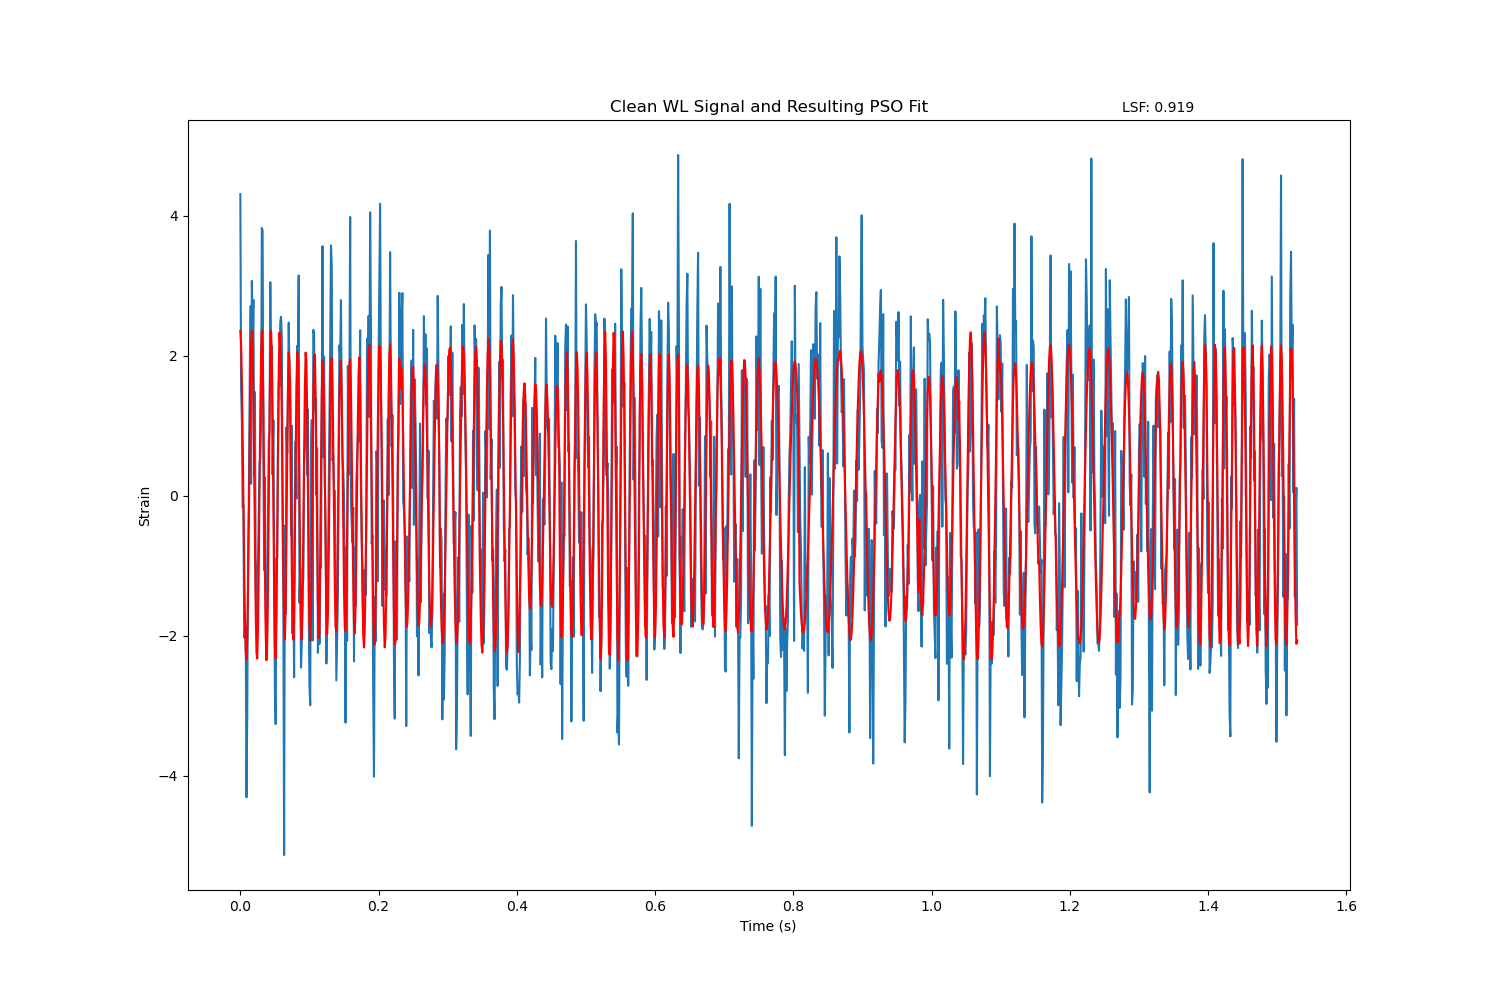 Clean WL Signal and Resulting PSO Fit
LSF: 0.919
Strain
4
2
0
−2
−4
0.0 0.2 0.4 0.6 0.8 1.0 1.2 1.4 1.6
Time (s)